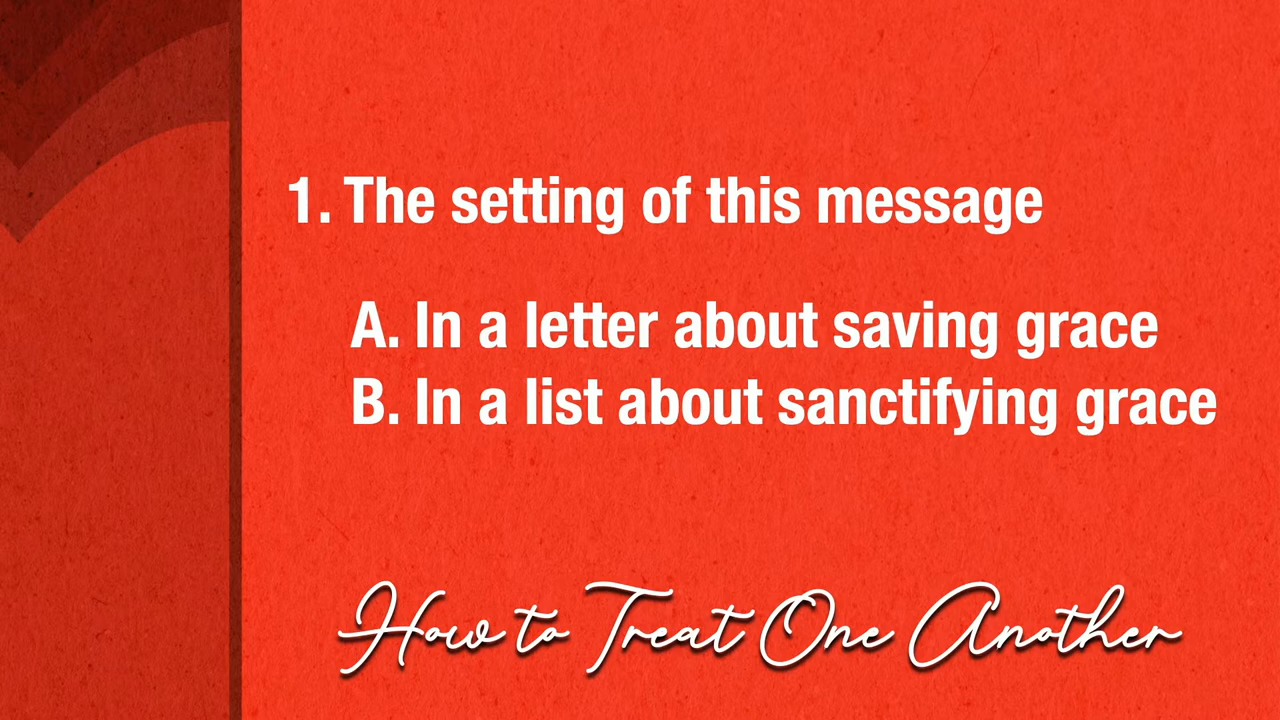 1. The setting of this message
A. In a letter about saving grace
B. In a list about sanctifying grace
How to Treat One Another